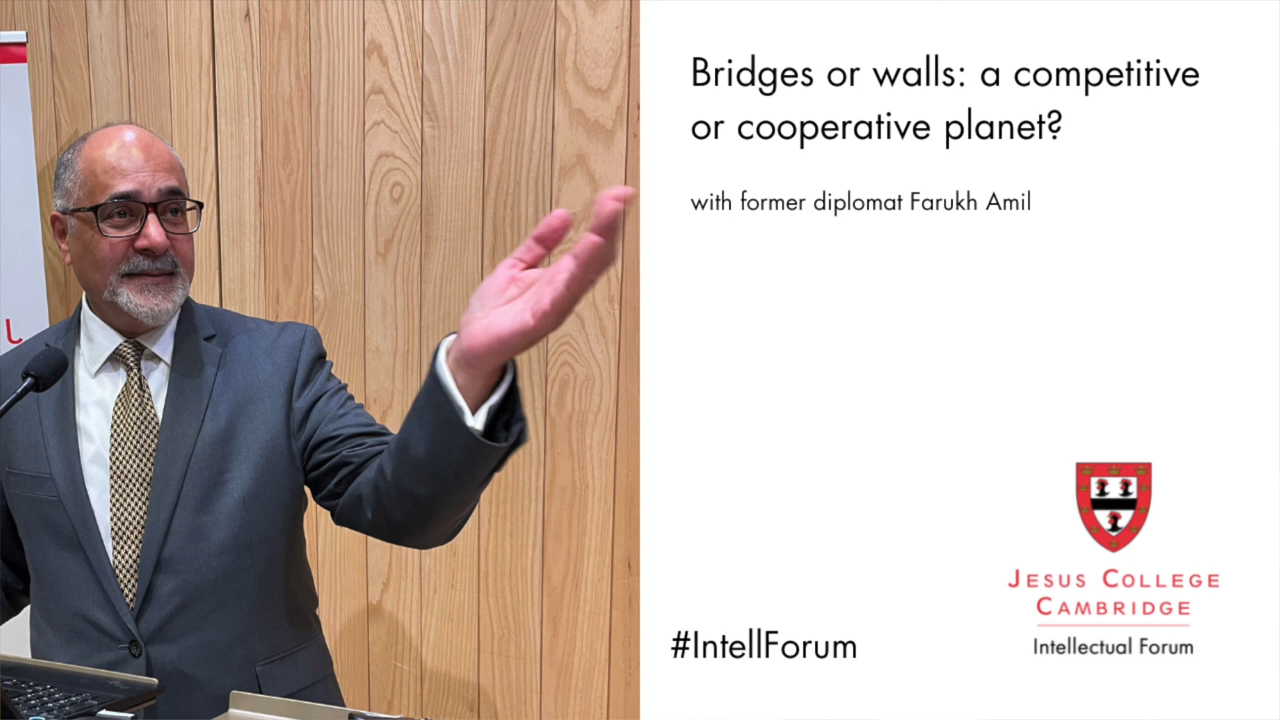 Bridges or walls: a competitive
or cooperative planet?
with former diplomat Farukh Amil
#IntellForum
JESUS COLLEGE
CAMBRIDGE
Intellectual Forum